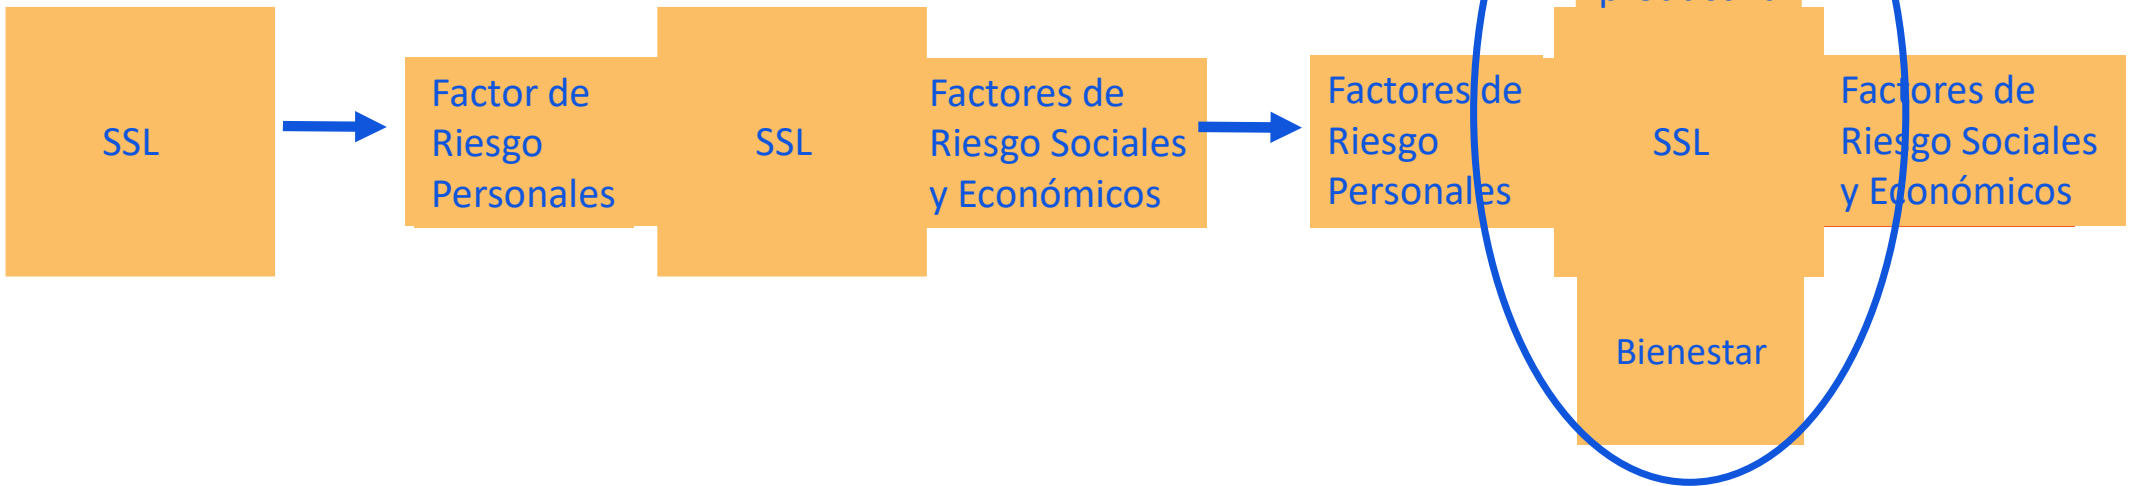 SSL
Factor de
Riesgo
Personales
SSL
Factores de
Riesgo Sociales
y Económicos
Factores de
Riesgo
Personales
SSL
Factores de
Riesgo Sociales
y Económicos
Bienestar